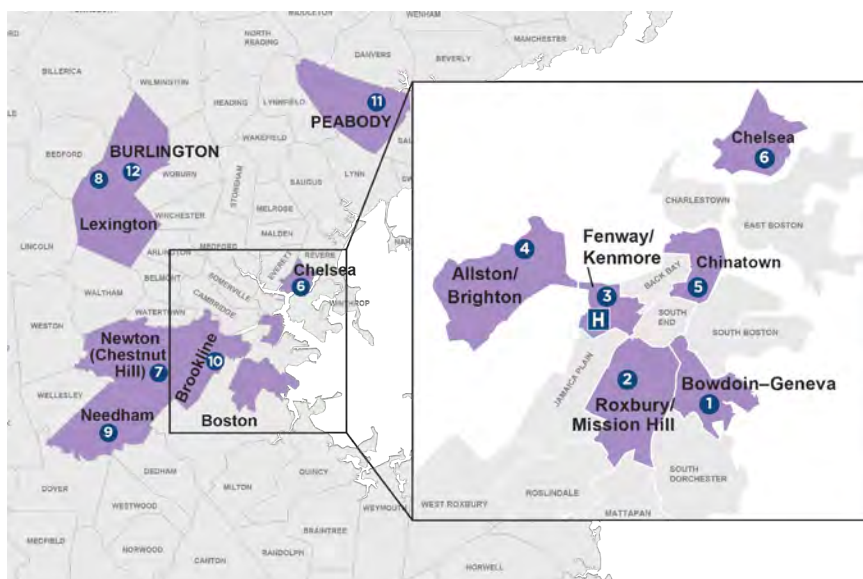 MIDDLETON
WENHAM
MANCHESTER
NORTH
READING
DANVERS
BEVERLY
BILLERICA
WILMINGTON
11
PEABODY
READING
LYNNFIELD
WAKEFIELD
BEDFORD
BURLINGTON
8
12
WOBURN
STONEHAM
SAUGUS
LYNN
Lexington
WINCHESTER
MELROSE
MALDEN
LINCOLN
ARLINGTON
MEDFORD
EVERETT
REVERE
BELMONT
SOMERVILLE
Chelsea
6
WALTHAM
CAMBRIDGE
WINTHROP
WATERTOWN
WESTON
Newton
(Chestnut
Hill)
7
Brookline
10
WELLESLEY
Needham
9
Boston
DEDHAM
QUINCY
DOVER
MILTON
WESTWOOD
WEYMOUTH
BRAINTREE
MEDFIELD
NORWOOD
CANTON
RANDOLPH
NORWELL
Chelsea
6
CHARLESTOWN
EAST BOSTON
4
Allston/
Brighton
Fenway/
Kenmore
3
H
BACK BAY
Chinatown
5
SOUTH
END
SOUTH BOSTON
JAMAICA PLAIN
2
Roxbury/
Mission Hill
Bowdoin–Geneva
1
SOUTH
DORCHESTER
ROSLINDALE
WEST ROXBURY
MATTAPAN